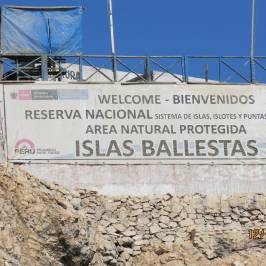 WELCOME - BIENVENIDOS
RESERVA NACIONAL SISTEMA DE ISLAS, ISLOTES Y PUNTAS
AREA NATURAL PROTEGIDA
ISLAS BALLESTAS
PERÚ